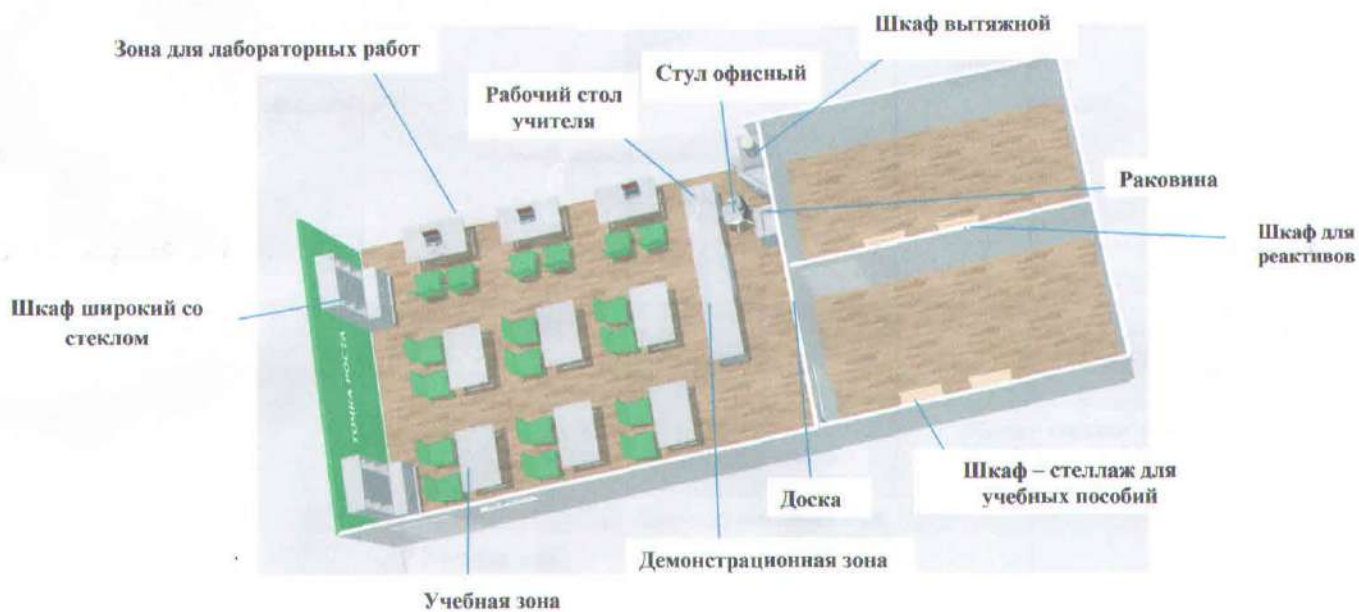 Шкаф вытяжной
Зона для лабораторных работ
Стул офисный
Рабочий стол
учителя
Раковина
Шкаф для
реактивов
Шкаф широкий со
стеклом
ТОЧКА РОСТА
Шкаф – стеллаж для
учебных пособий
Доска
Демонстрационная зона
Учебная зона